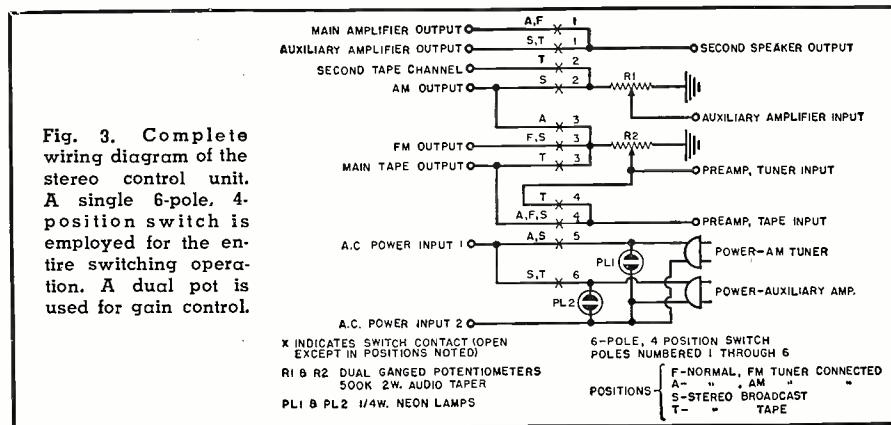 Fig. 3. Complete
wiring diagram of the
stereo control unit.
A single 6-pole, 4-
position switch is
employed for the en-
tire switching opera-
tion. A dual pot is
used for gain control.
MAIN AMPLIFIER OUTPUT A,F 1
AUXILIARY AMPLIFIER OUTPUT S,T 1 SECOND SPEAKER OUTPUT
SECOND TAPE CHANNEL T 2
AM OUTPUT S 2 R1
AUXILIARY AMPLIFIER INPUT
A 3
FM OUTPUT F,S 3 R2
MAIN TAPE OUTPUT T 3
PREAMP, TUNER INPUT
T 4
A,F,S 4 PREAMP, TAPE INPUT
A.C POWER INPUT 1 A,S 5
PL1 POWER-AM TUNER
S,T 6
PL2 POWER-AUXILIARY AMP.
A.C. POWER INPUT 2
X INDICATES SWITCH CONTACT (OPEN
EXCEPT IN POSITIONS NOTED)
R1 & R2 DUAL GANGED POTENTIOMETERS
500K 2W. AUDIO TAPER
PL1 & PL2 1/4W. NEON LAMPS
6-POLE, 4 POSITION SWITCH
POLES NUMBERED 1 THROUGH 6
POSITIONS
F-NORMAL, FM TUNER CONNECTED
A- " , AM " "
S-STEREO BROADCAST
T- " TAPE